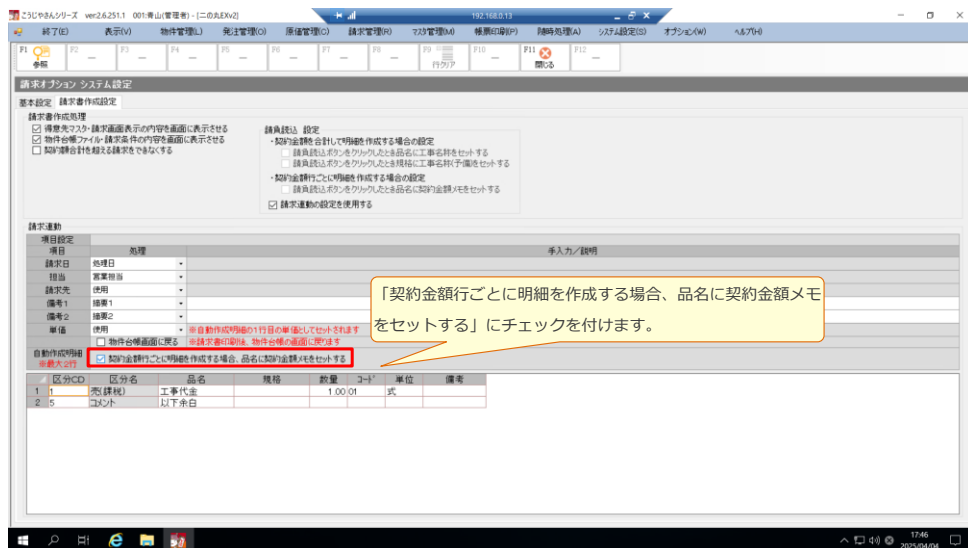 こうじやさんシリーズ ver.2.6.251.1 001:青山(管理者) - [二の丸EXv2]
192.168.0.13
終了(E) 表示(V) 物件管理(L) 発注管理(O) 原価管理(C) 請求管理(R) マスタ管理(M) 帳票印刷(P) 随時処理(A) システム設定(S) オプション(W) ヘルプ(H)
F1 F2 F3 F4 F5 F6 F7 F8 F9 F10 F11 F12
参照 行クリア 閉じる
請求オプション システム設定
基本設定 請求書作成設定
請求書作成処理
得意先マスタ・請求画面表示の内容を画面に表示させる
物件台帳ファイル・請求条件の内容を画面に表示させる
契約額合計を超える請求をできなくする
請負読込 設定
・契約金額を合計して明細を作成する場合の設定
請負読込ボタンをクリックしたとき品名に工事名称をセットする
請負読込ボタンをクリックしたとき規格に工事名称(予備)をセットする
・契約金額行ごとに明細を作成する場合の設定
請負読込ボタンをクリックしたとき品名に契約金額メモをセットする
請求連動の設定を使用する
請求連動
項目設定
項目 処理 手入力/説明
請求日 処理日
担当 営業担当
請求先 使用
備考1 摘要1
備考2 摘要2
単価 使用 ※自動作成明細の1行目の単価としてセットされます
物件台帳画面に戻る ※請求書印刷後、物件台帳の画面に戻ります
自動作成明細
※最大2行
契約金額行ごとに明細を作成する場合、品名に契約金額メモをセットする
「契約金額行ごとに明細を作成する場合、品名に契約金額メモ
をセットする」にチェックを付けます。
区分CD 区分名 品名 規格 数量 コード 単位 備考
1 1 売(課税) 工事代金 1.00 01 式
2 5 コメント 以下余白
17:46
2025/04/04